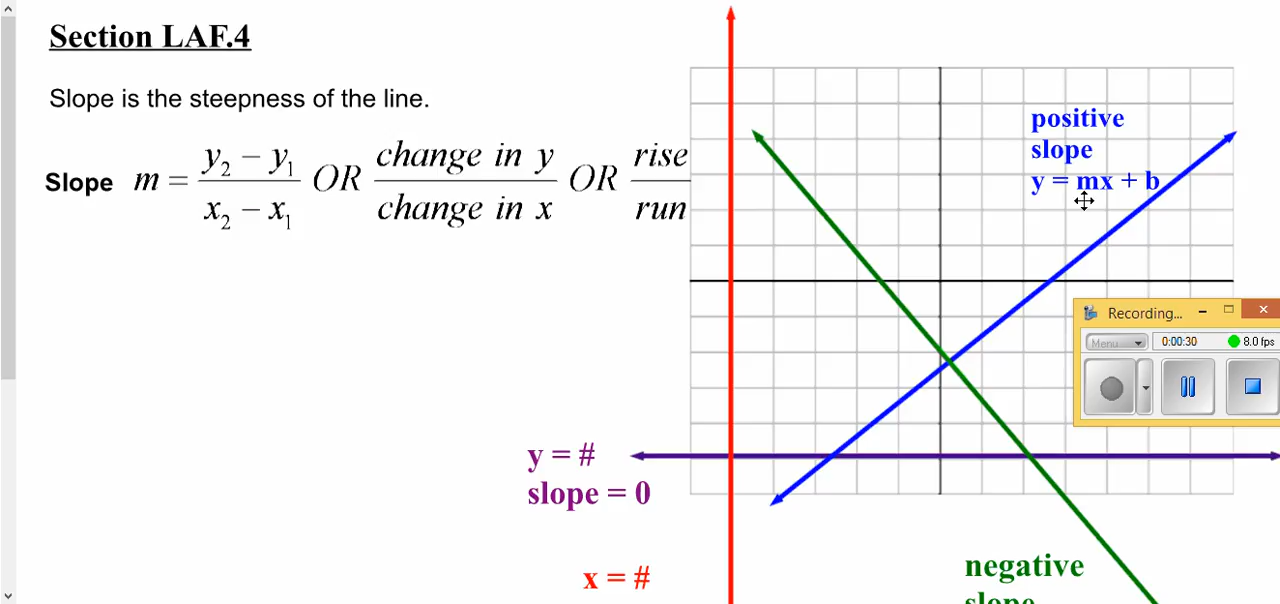 Section LAF.4
Slope is the steepness of the line.
Slope m = y₂ − y₁ / x₂ − x₁ OR change in y / change in x OR rise / run
positive
slope
y = mx + b
Recording...
Menu 0:00:30 8.0 fps
y = #
slope = 0
x = #
negative
slope